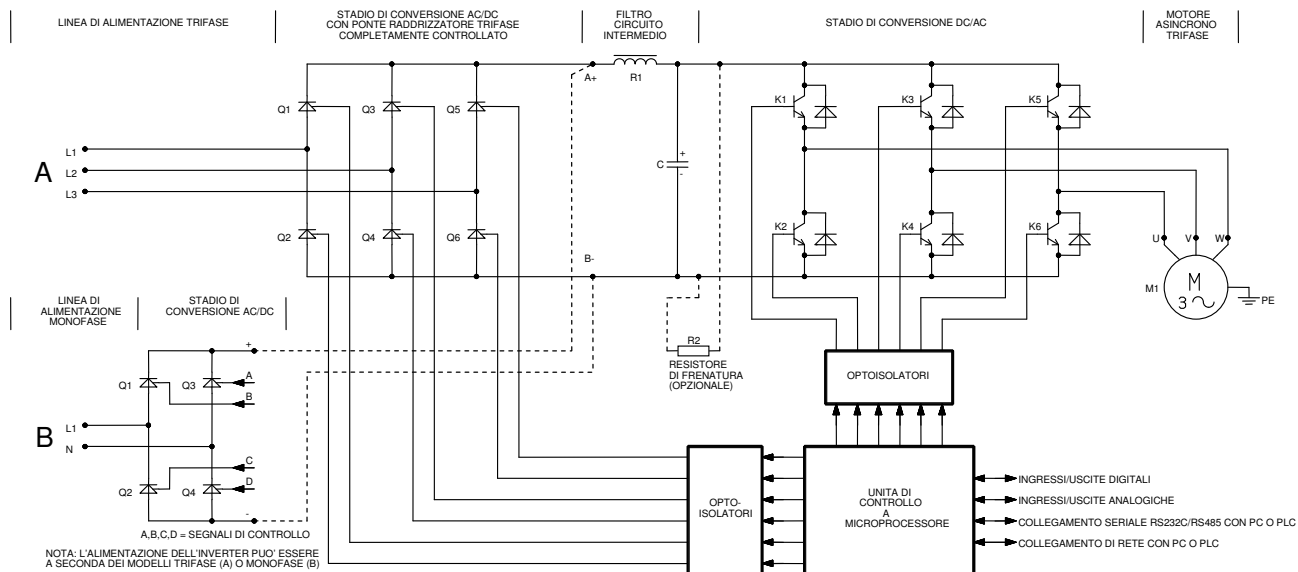 LINEA DI ALIMENTAZIONE TRIFASE
STADIO DI CONVERSIONE AC/DC
CON PONTE RADDRIZZATORE TRIFASE
COMPLETAMENTE CONTROLLATO
FILTRO
CIRCUITO
INTERMEDIO
STADIO DI CONVERSIONE DC/AC
MOTORE
ASINCRONO
TRIFASE
A+
R1
Q1
Q3
Q5
K1
K3
K5
A
L1
L2
L3
C
+
-
Q2
Q4
Q6
K2
K4
K6
B-
U
V
W
M1
M
3
PE
LINEA DI
ALIMENTAZIONE
MONOFASE
STADIO DI
CONVERSIONE AC/DC
+
Q1
Q3
A
B
B
L1
N
C
D
Q2
Q4
-
A,B,C,D = SEGNALI DI CONTROLLO
NOTA: L'ALIMENTAZIONE DELL'INVERTER PUO' ESSERE
A SECONDA DEI MODELLI TRIFASE (A) O MONOFASE (B)
R2
RESISTORE
DI FRENATURA
(OPZIONALE)
OPTOISOLATORI
OPTO-
ISOLATORI
UNITA DI
CONTROLLO
A
MICROPROCESSORE
INGRESSI/USCITE DIGITALI
INGRESSI/USCITE ANALOGICHE
COLLEGAMENTO SERIALE RS232C/RS485 CON PC O PLC
COLLEGAMENTO DI RETE CON PC O PLC